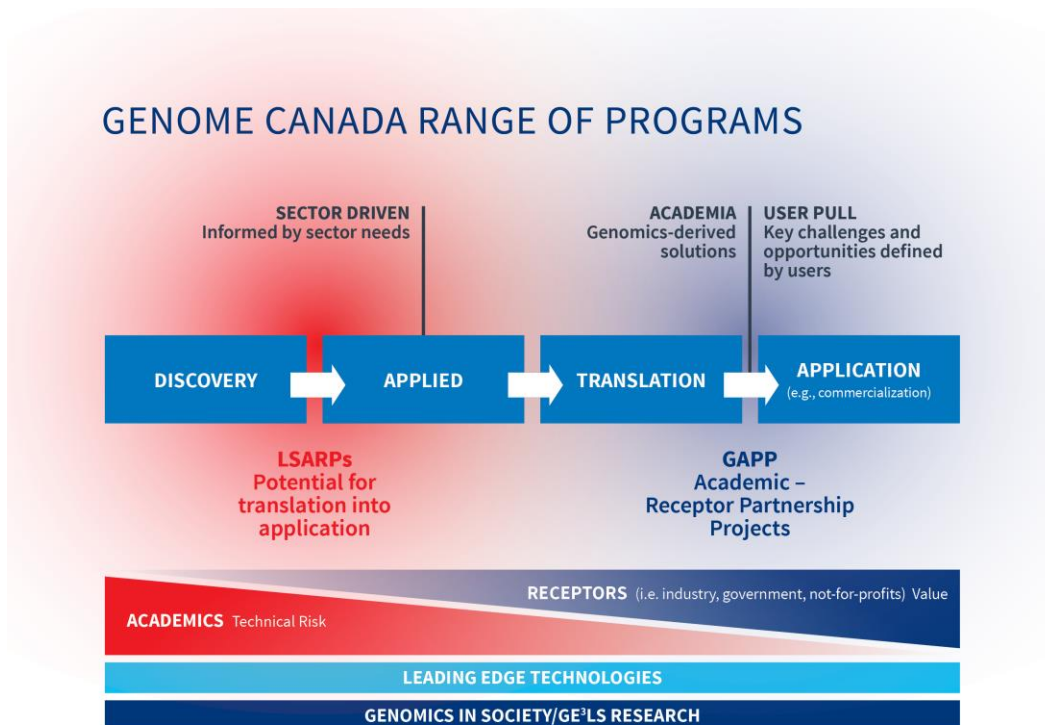 GENOME CANADA RANGE OF PROGRAMS
SECTOR DRIVEN
Informed by sector needs
ACADEMIA
Genomics-derived
solutions
USER PULL
Key challenges and
opportunities defined
by users
DISCOVERY
APPLIED
TRANSLATION
APPLICATION
(e.g., commercialization)
LSARPs
Potential for
translation into
application
GAPP
Academic –
Receptor Partnership
Projects
RECEPTORS (i.e. industry, government, not-for-profits) Value
ACADEMICS Technical Risk
LEADING EDGE TECHNOLOGIES
GENOMICS IN SOCIETY/GE³LS RESEARCH